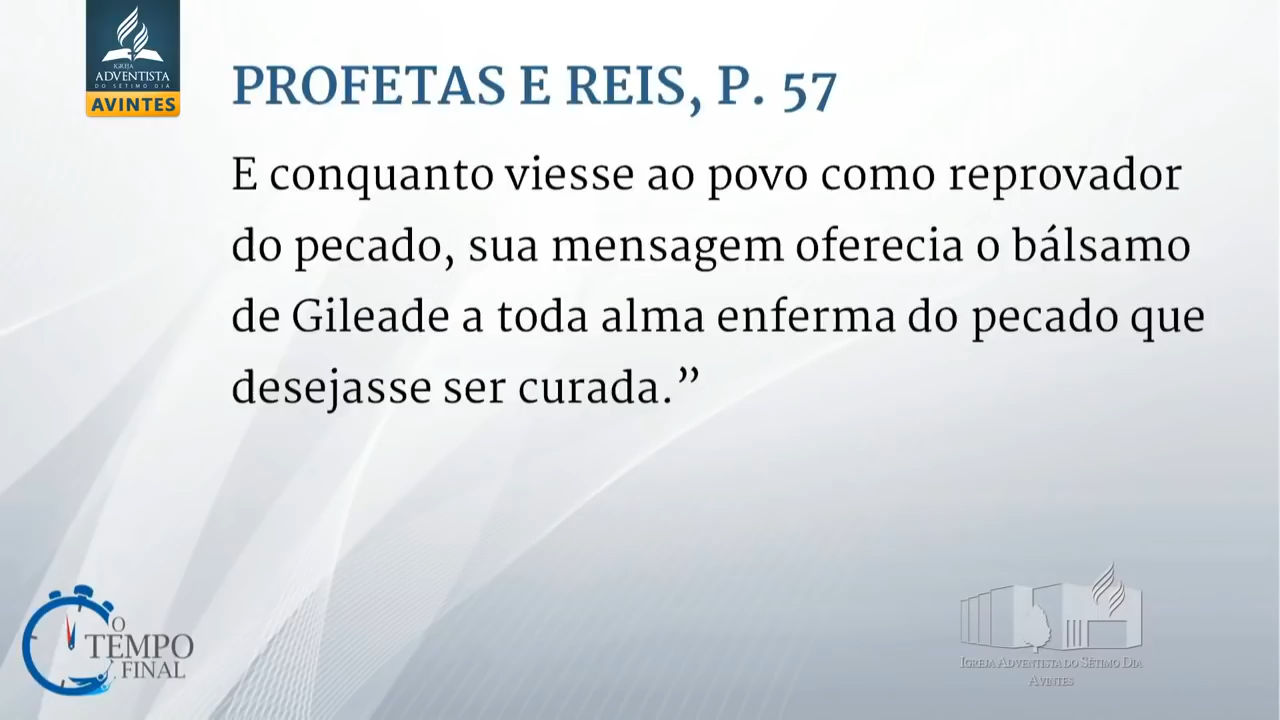 IGREJA
ADVENTISTA
DO SÉTIMO DIA
AVINTES
PROFETAS E REIS, P. 57
E conquanto viesse ao povo como reprovador
do pecado, sua mensagem oferecia o bálsamo
de Gileade a toda alma enferma do pecado que
desejasse ser curada.”
O
TEMPO
FINAL
IGREJA ADVENTISTA DO SÉTIMO DIA
AVINTES